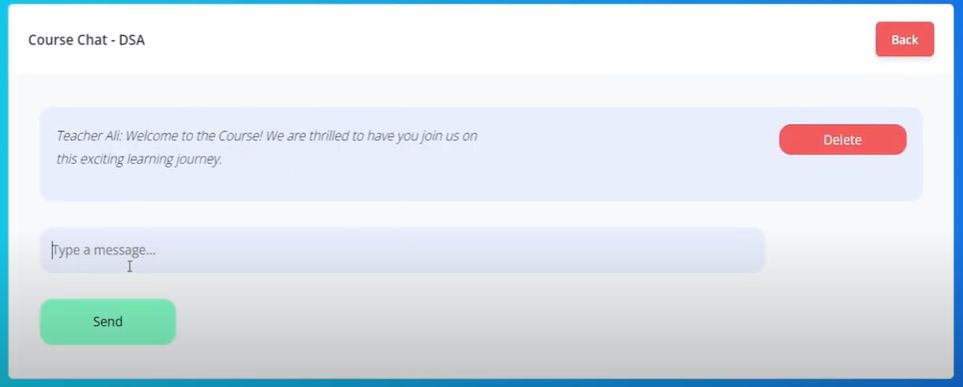 Course Chat - DSA
Back
Teacher Ali: Welcome to the Course! We are thrilled to have you join us on
this exciting learning journey.
Delete
Type a message...
Send